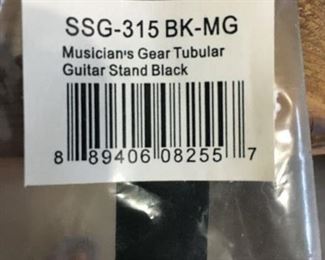 SSG-315 BK-MG
Musician's Gear Tubular
Guitar Stand Black
8 89406 08255 7